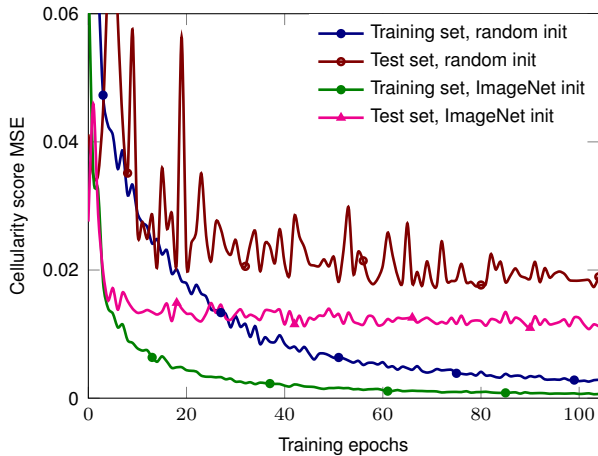 0.06
0.04
0.02
0
Cellularity score MSE
Training set, random init
Test set, random init
Training set, ImageNet init
Test set, ImageNet init
0 20 40 60 80 100
Training epochs